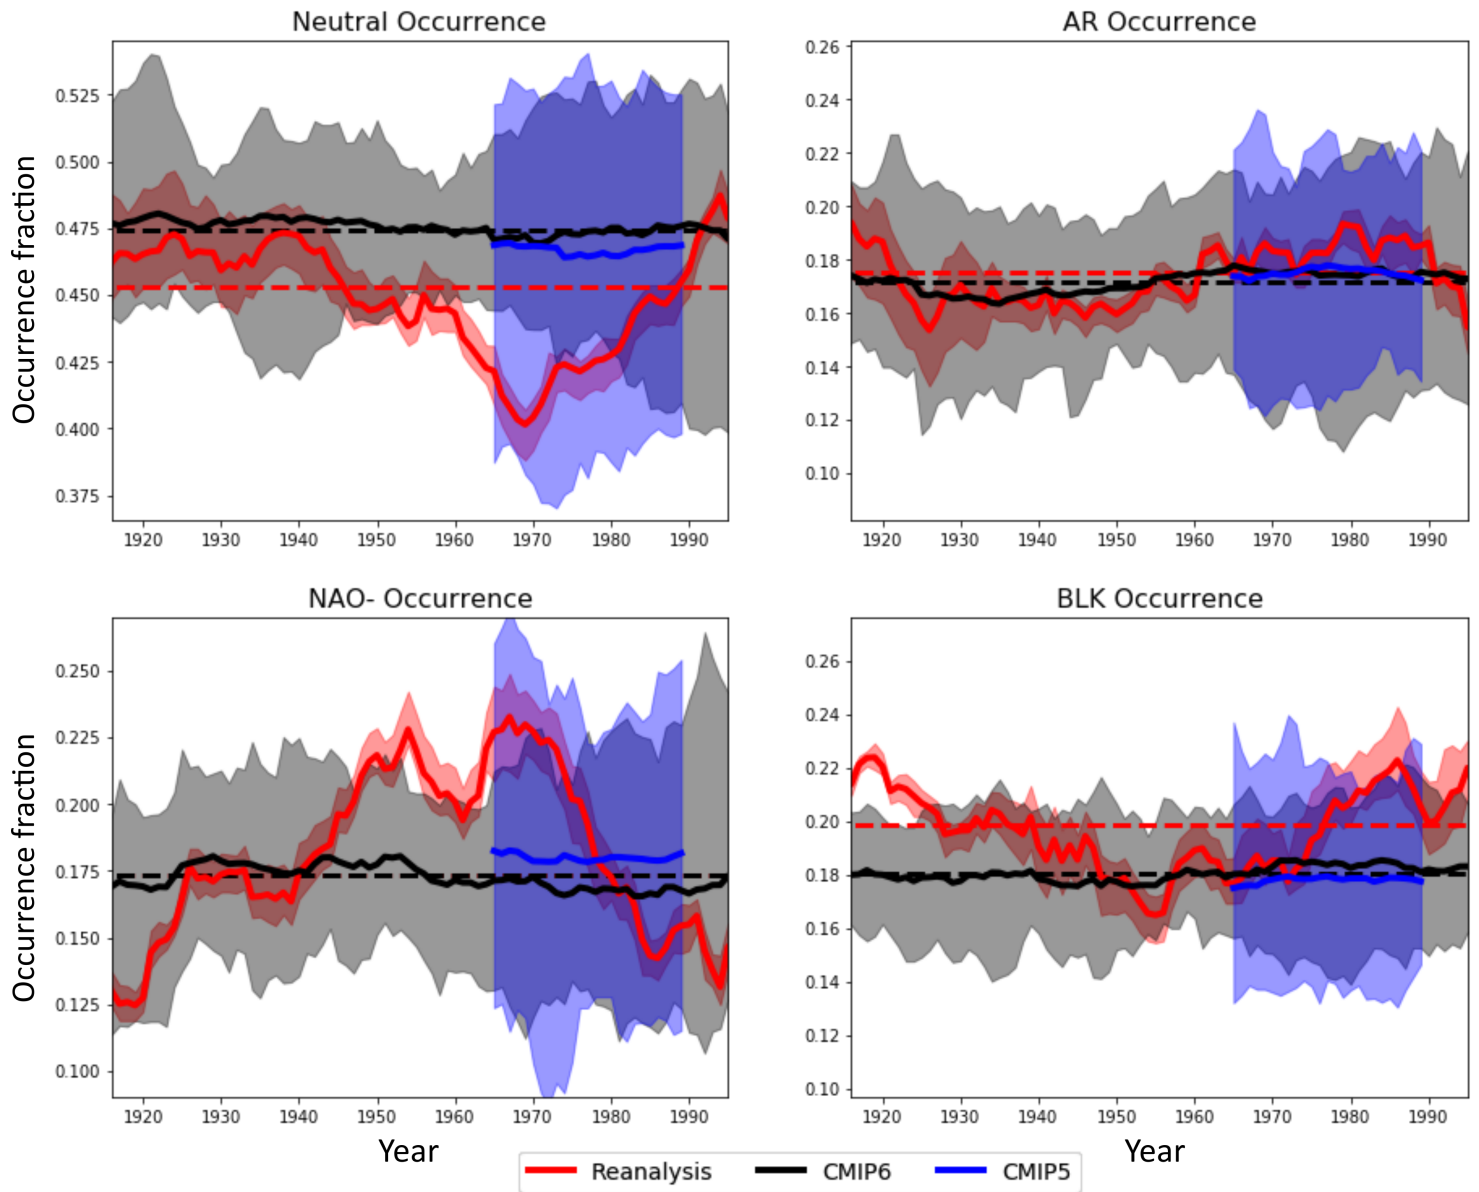 Neutral Occurrence
AR Occurrence
Occurrence fraction
0.525
0.500
0.475
0.450
0.425
0.400
0.375
1920 1930 1940 1950 1960 1970 1980 1990
0.26
0.24
0.22
0.20
0.18
0.16
0.14
0.12
0.10
1920 1930 1940 1950 1960 1970 1980 1990
NAO- Occurrence
BLK Occurrence
Occurrence fraction
0.250
0.225
0.200
0.175
0.150
0.125
0.100
1920 1930 1940 1950 1960 1970 1980 1990
Year
0.26
0.24
0.22
0.20
0.18
0.16
0.14
0.12
0.10
1920 1930 1940 1950 1960 1970 1980 1990
Year
Reanalysis CMIP6 CMIP5